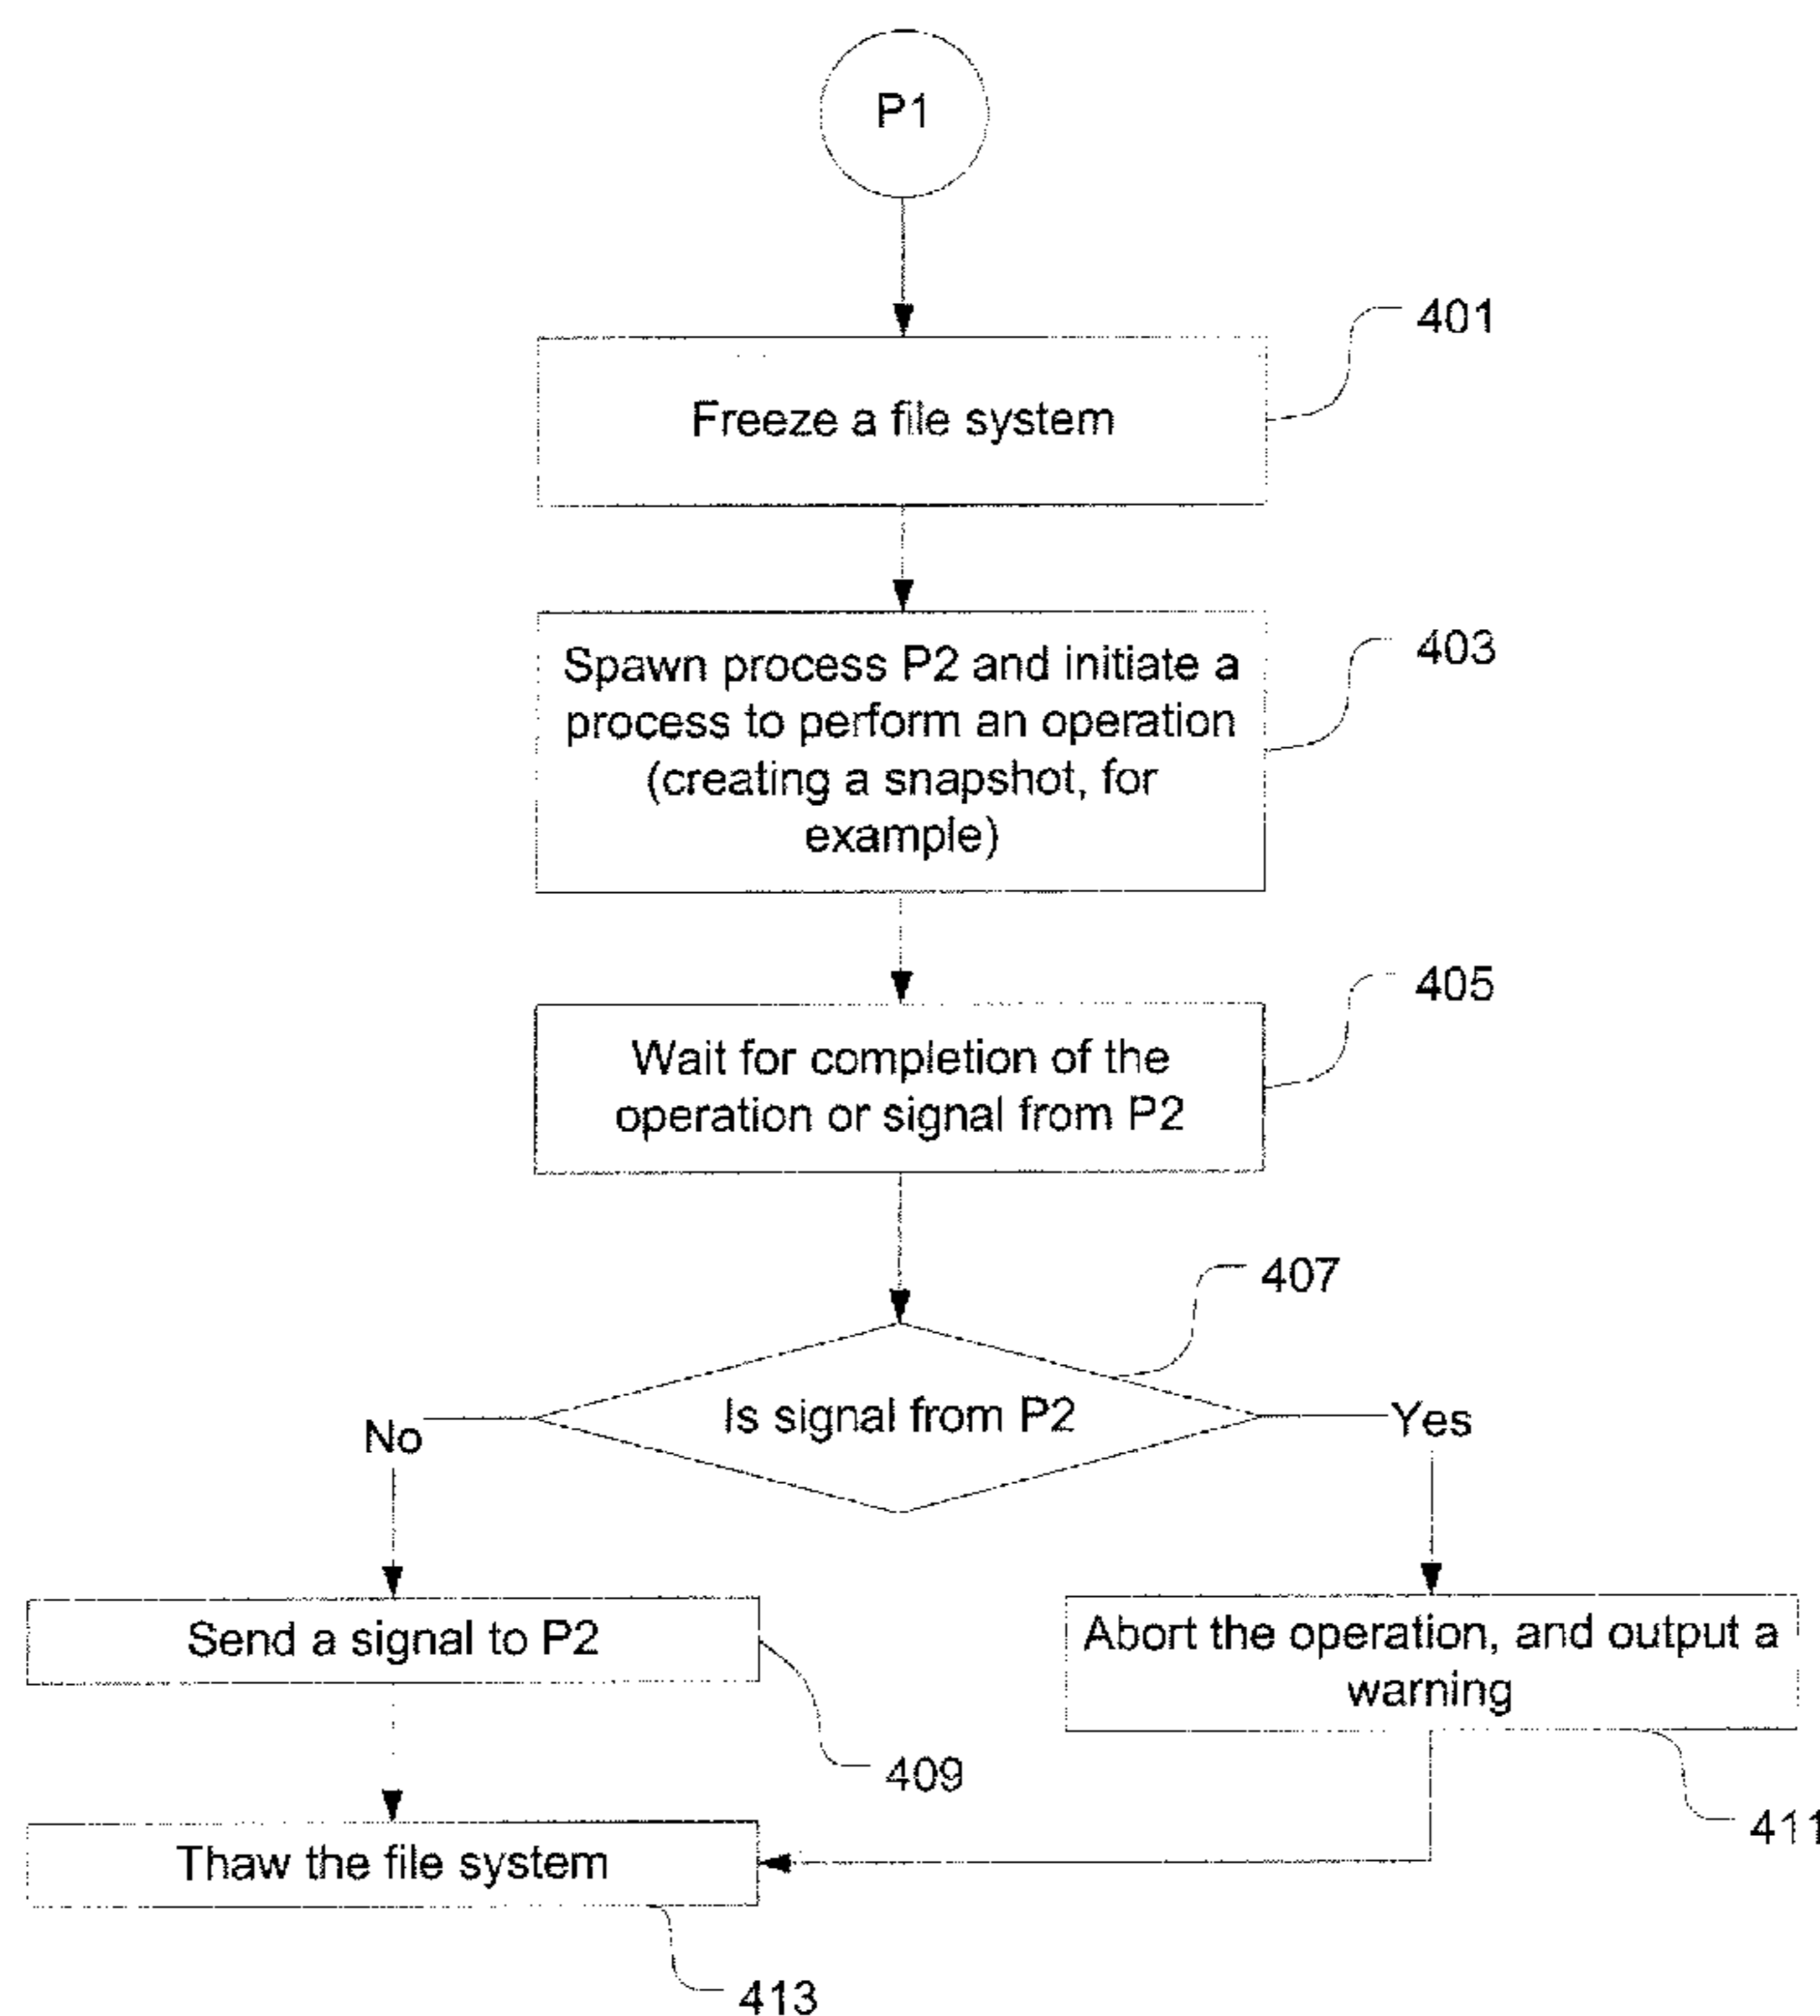 P1
401
Freeze a file system
403
Spawn process P2 and initiate a
process to perform an operation
(creating a snapshot, for
example)
405
Wait for completion of the
operation or signal from P2
407
Is signal from P2
No
Yes
Send a signal to P2
Abort the operation, and output a
warning
409
411
Thaw the file system
413